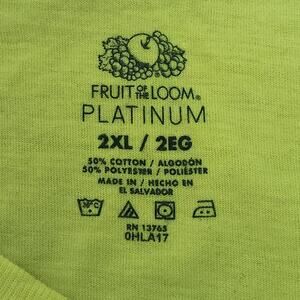 FRUIT OF THE LOOM®
PLATINUM
2XL / 2EG
50% COTTON / ALGODÓN
50% POLYESTER / POLIÉSTER
MADE IN / HECHO EN
EL SALVADOR
RN 13765
0HLA17